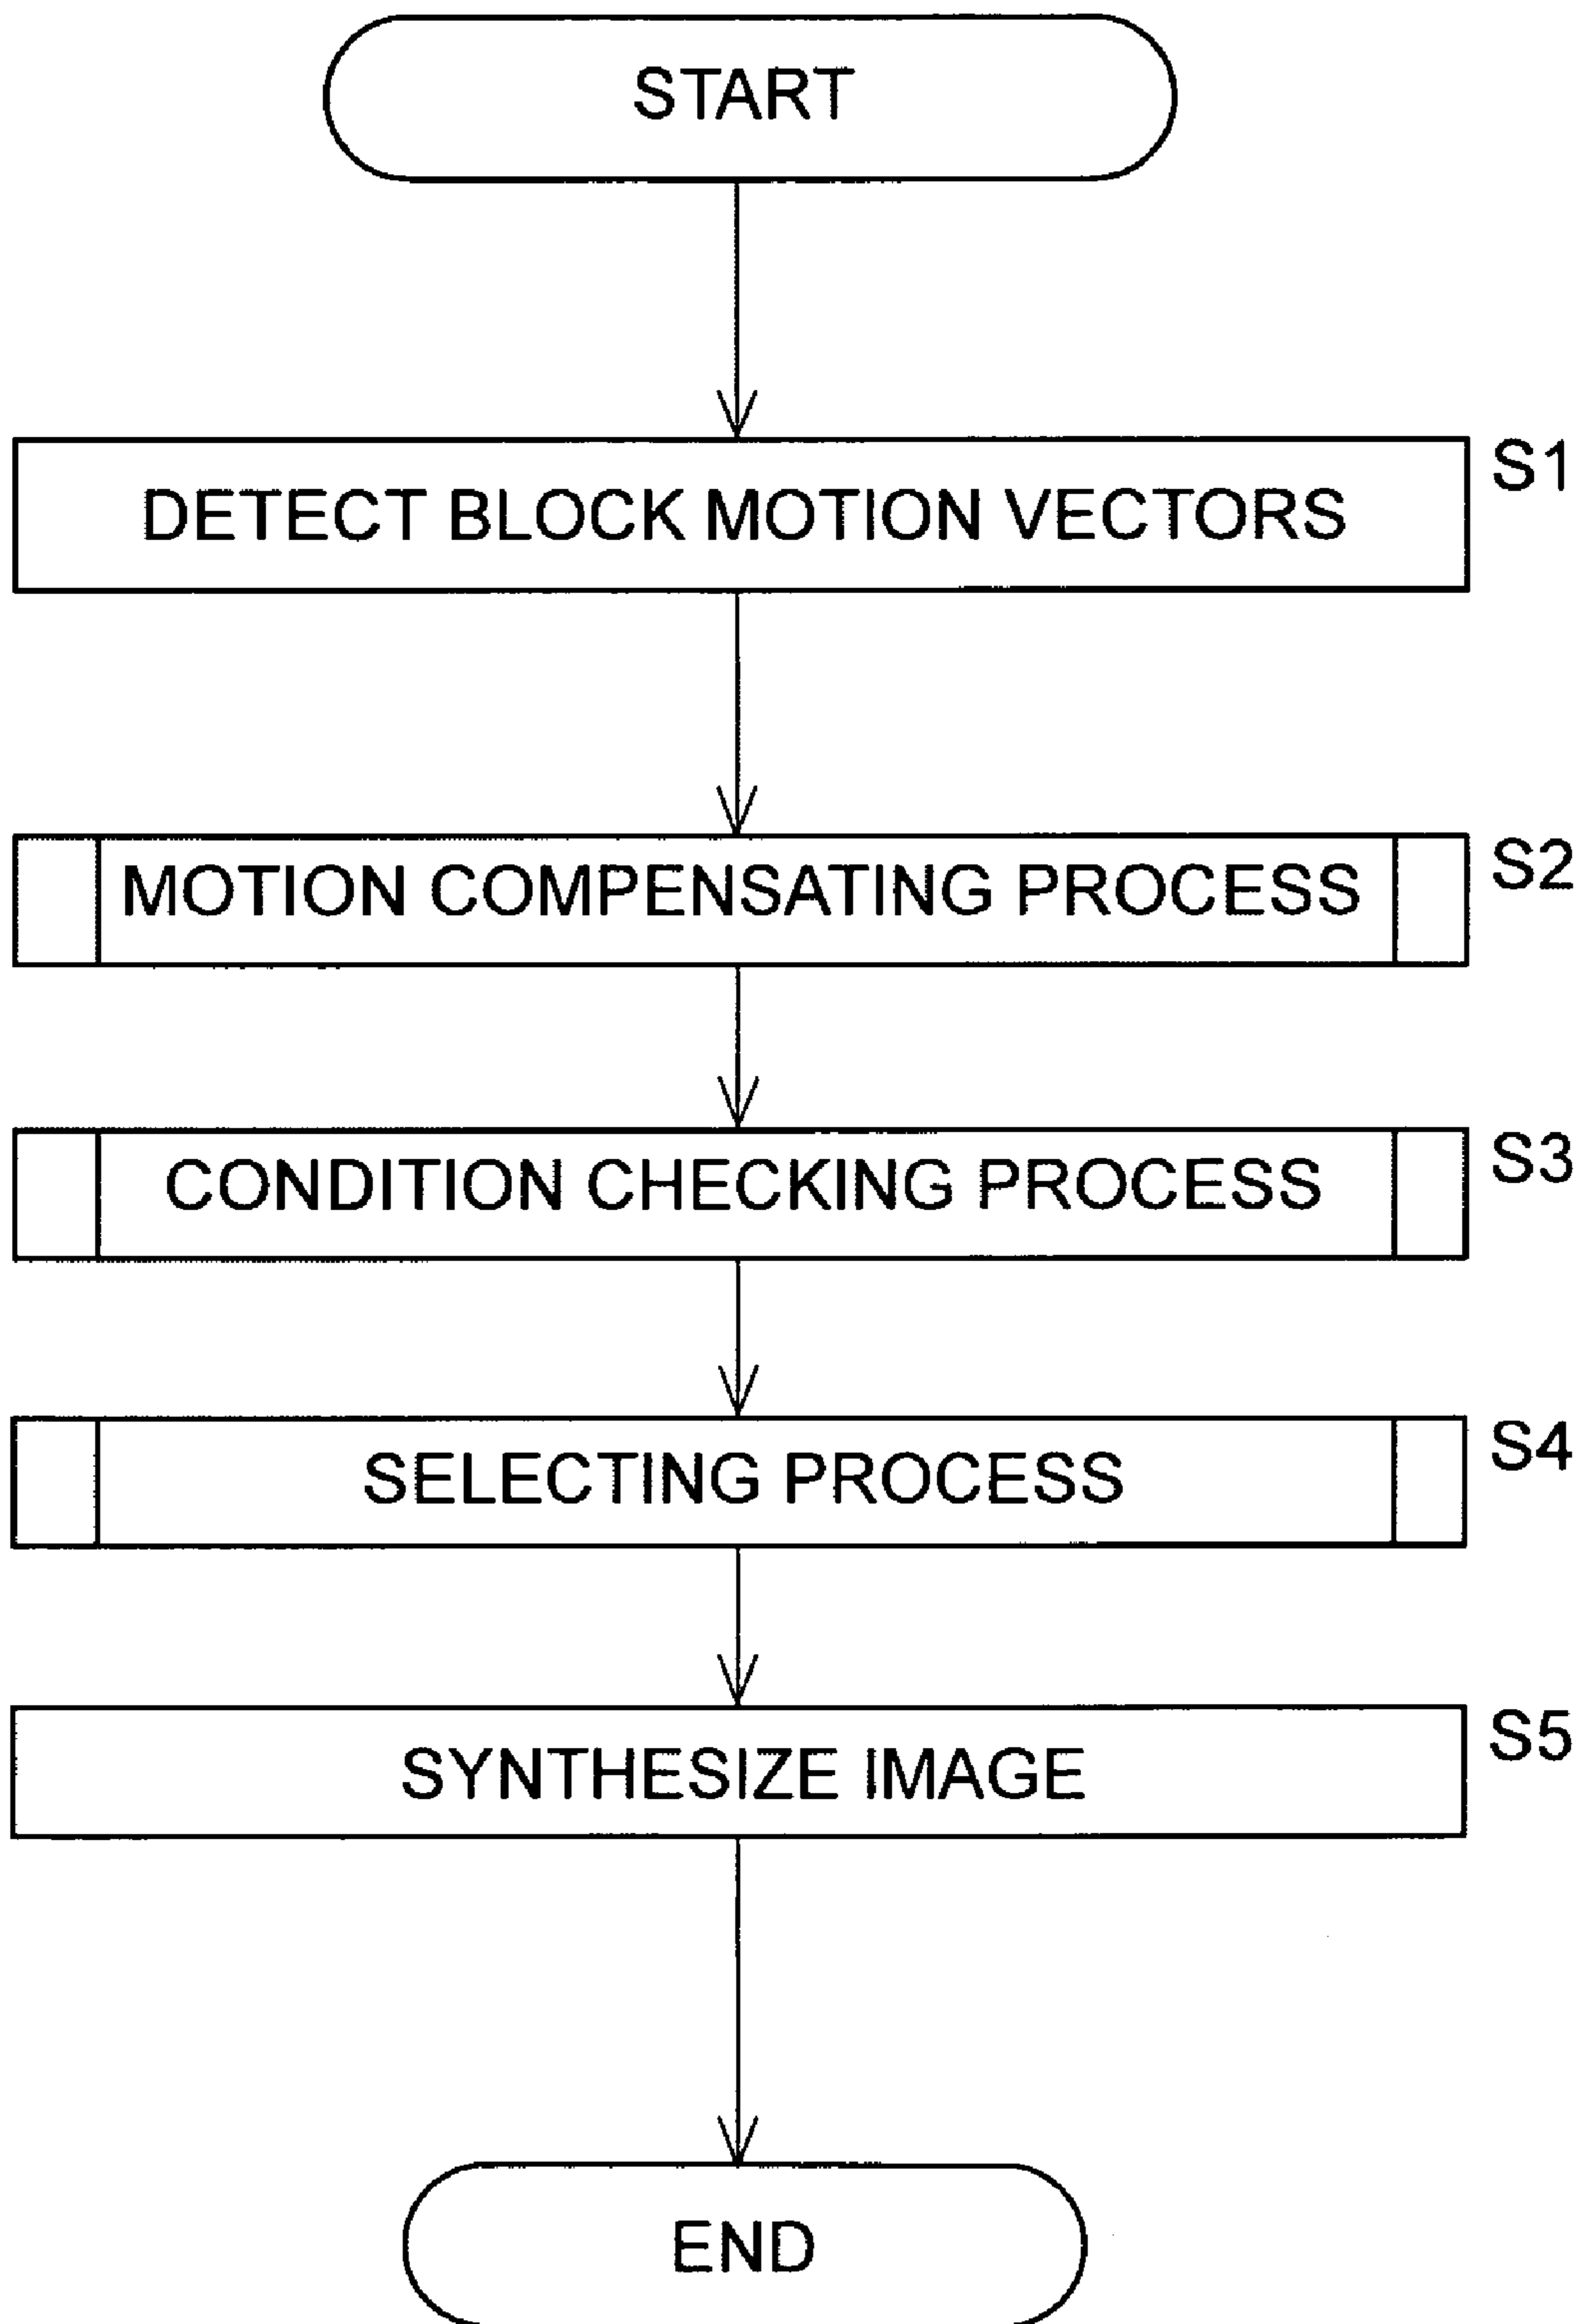 START
DETECT BLOCK MOTION VECTORS S1
MOTION COMPENSATING PROCESS S2
CONDITION CHECKING PROCESS S3
SELECTING PROCESS S4
SYNTHESIZE IMAGE S5
END